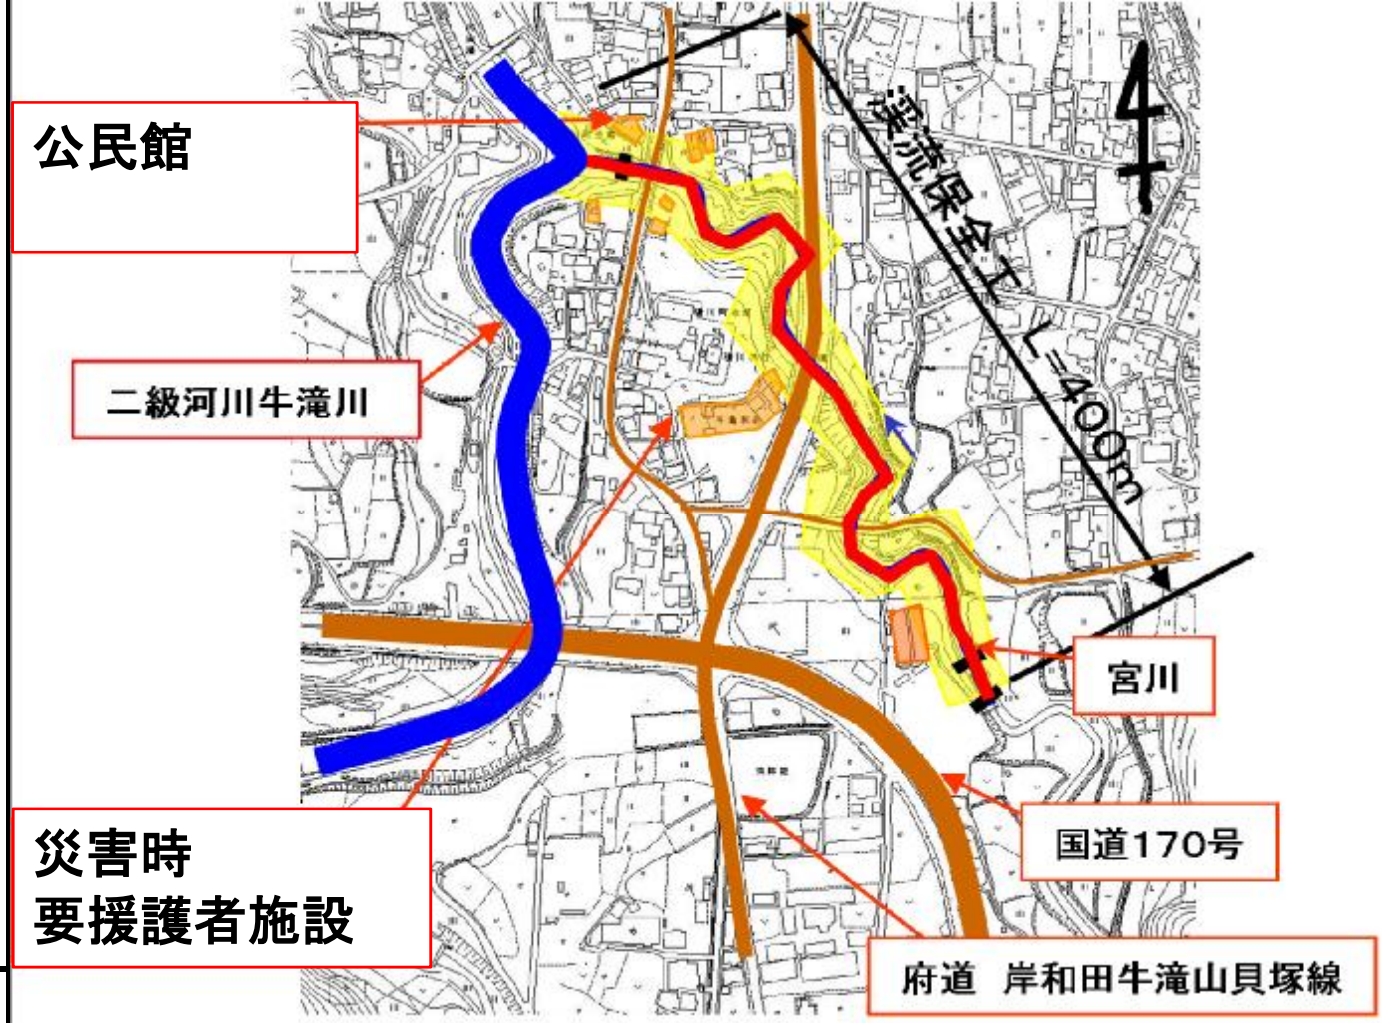 公民館
渓流保全工 L=400m
二級河川牛滝川
宮川
国道170号
災害時
要援護者施設
府道 岸和田牛滝山貝塚線